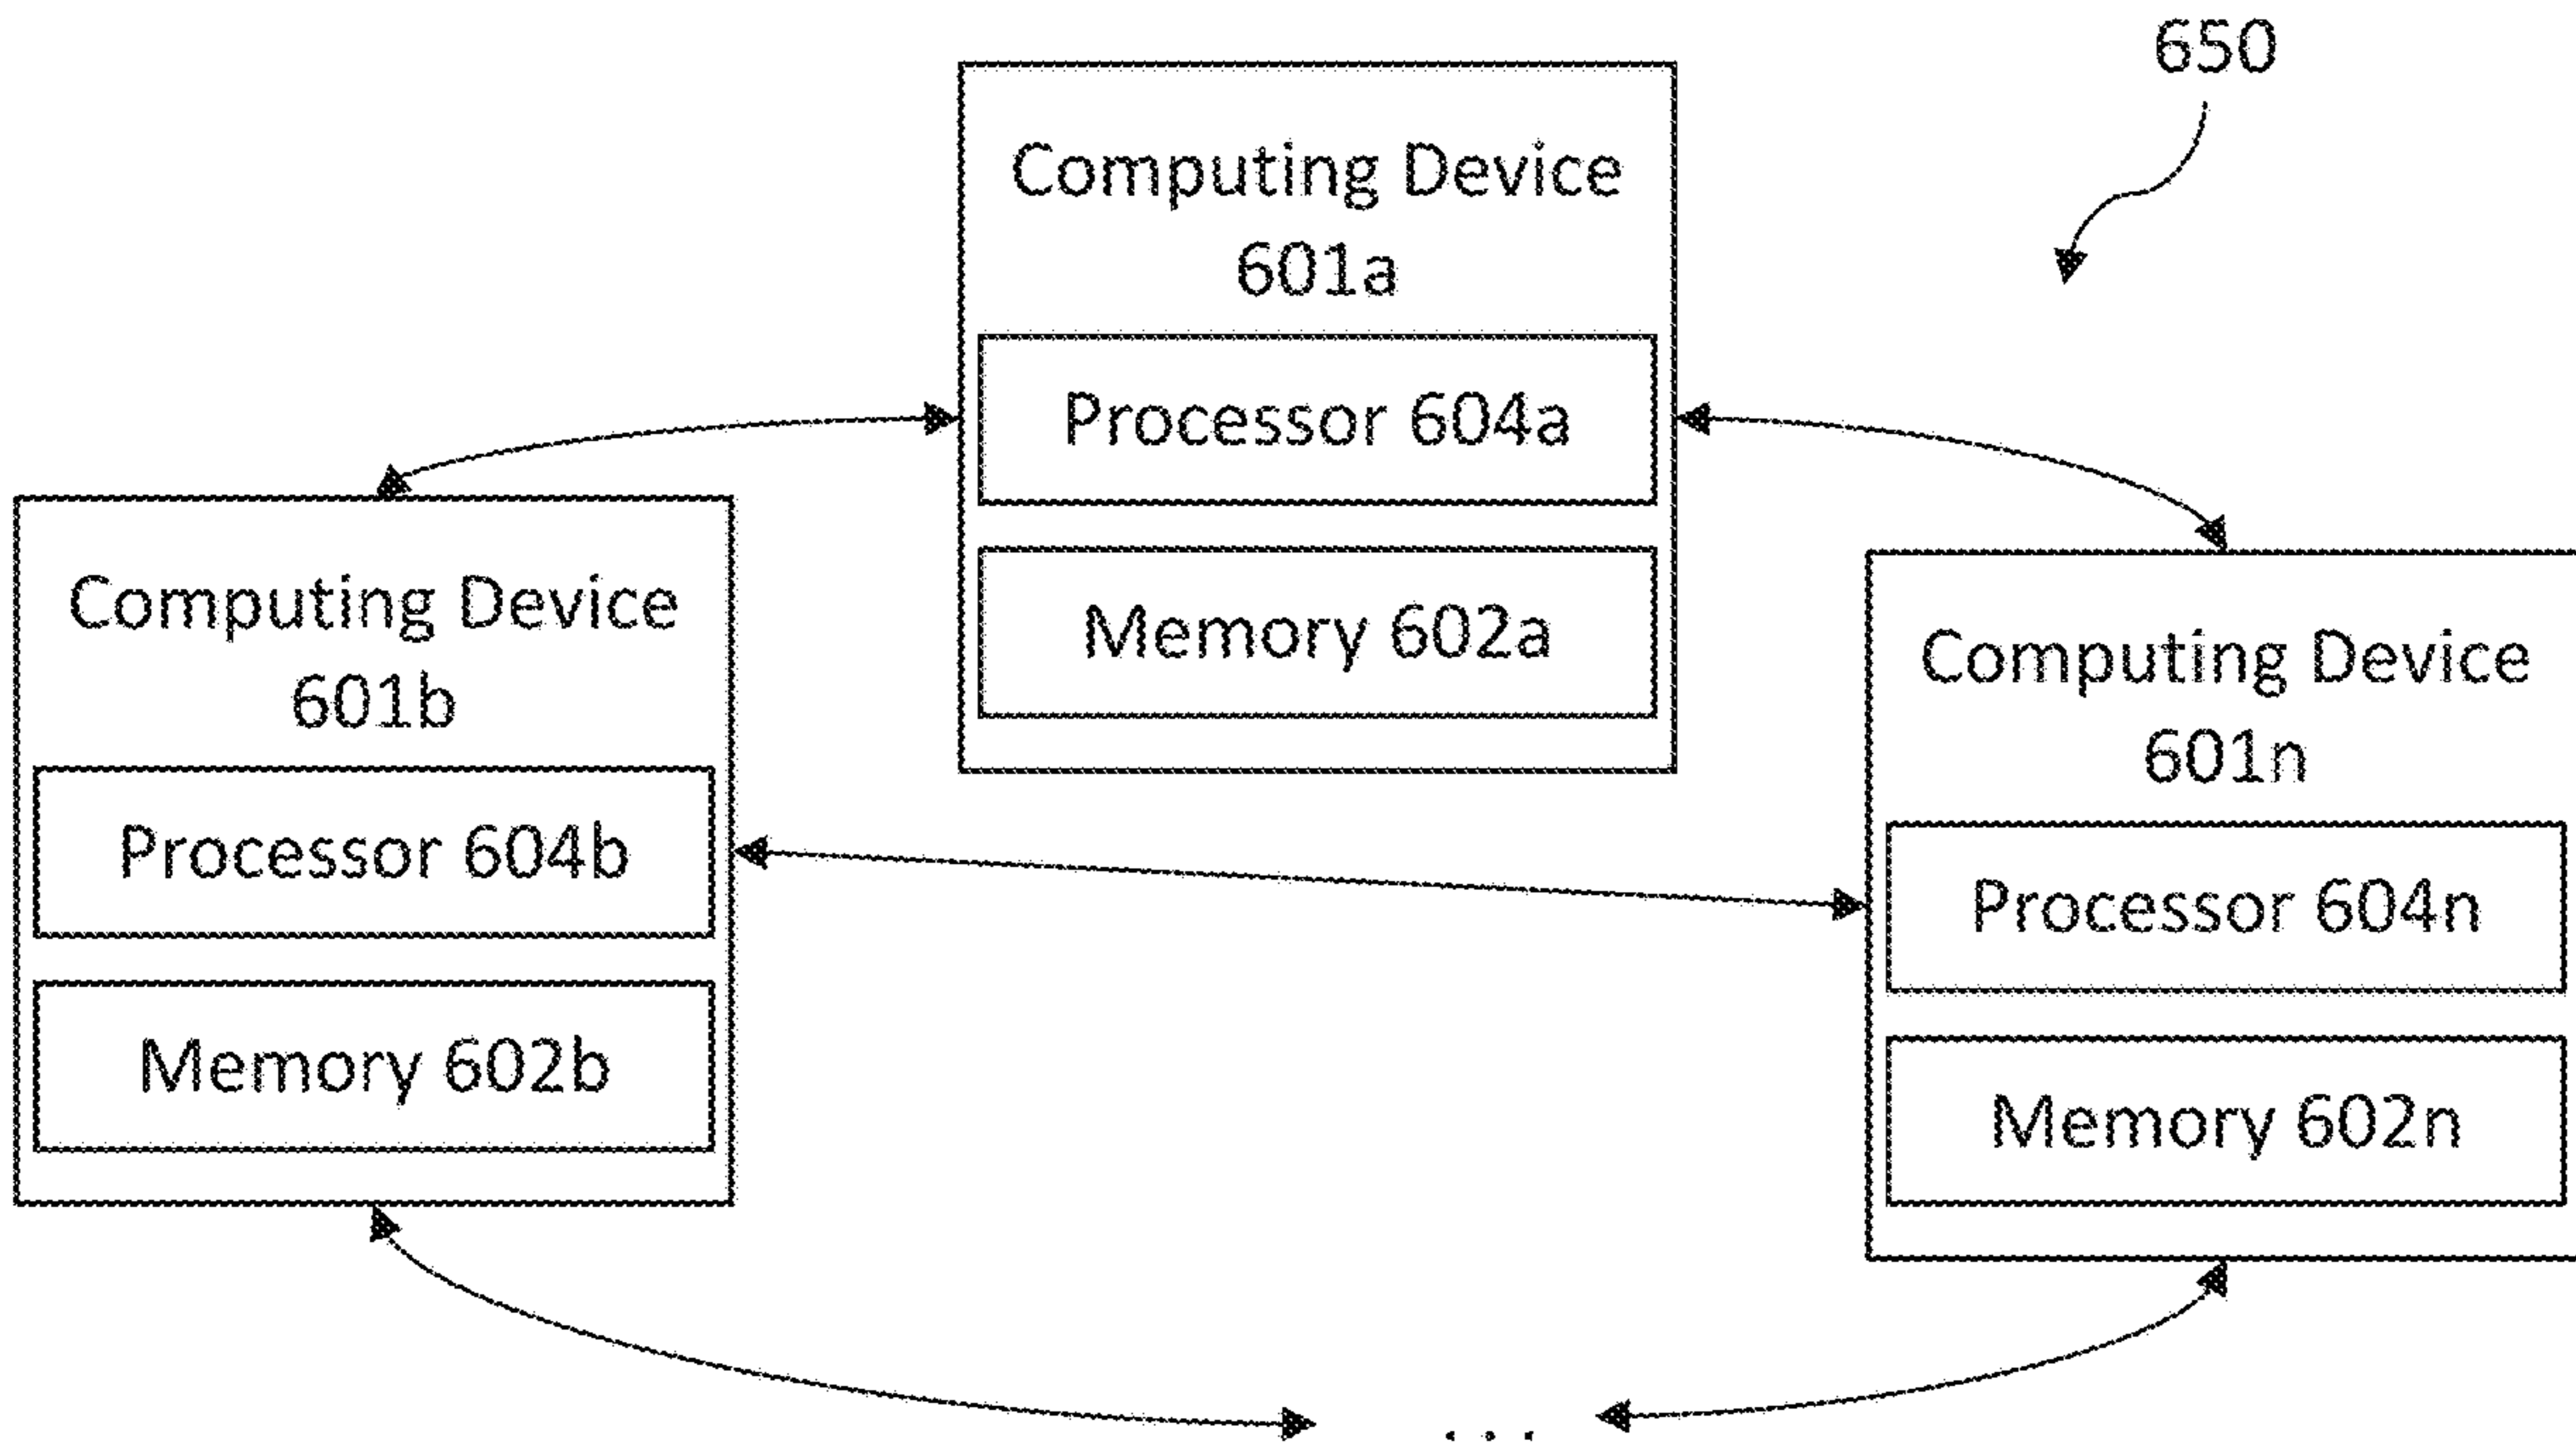 650
Computing Device
601a
Processor 604a
Memory 602a
Computing Device
601b
Processor 604b
Memory 602b
Computing Device
601n
Processor 604n
Memory 602n
...